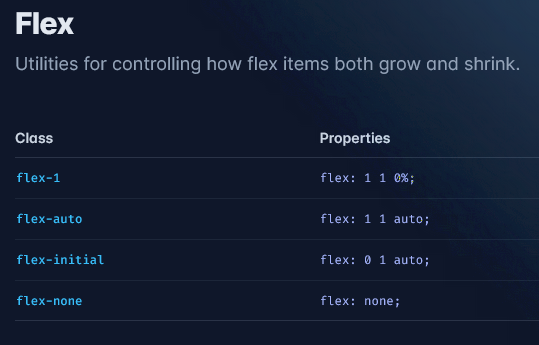 Flex
Utilities for controlling how flex items both grow and shrink.
Class Properties
flex-1 flex: 1 1 0%;
flex-auto flex: 1 1 auto;
flex-initial flex: 0 1 auto;
flex-none flex: none;